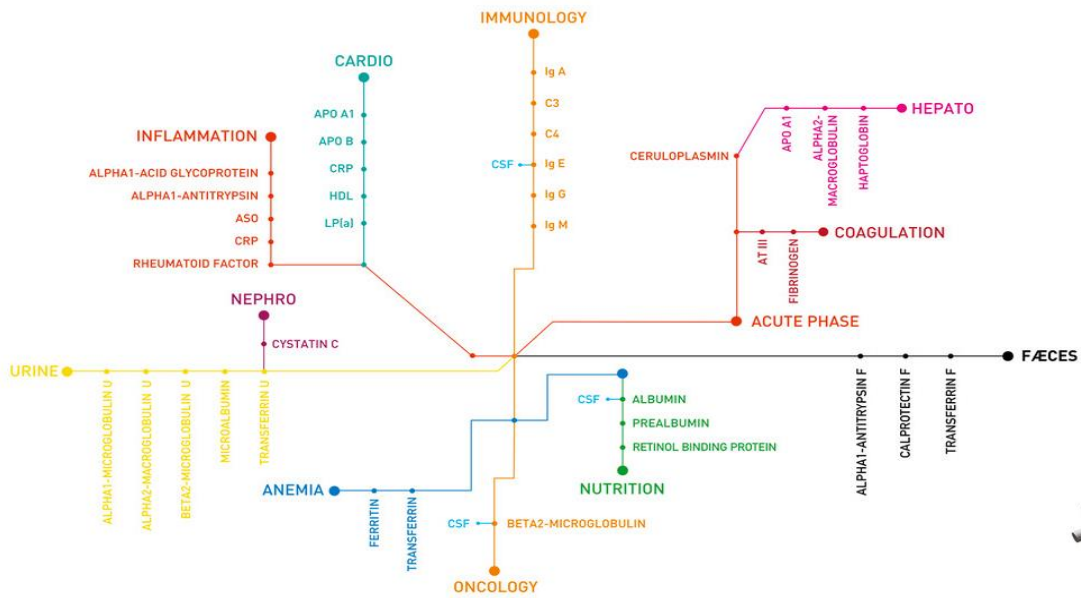 IMMUNOLOGY
Ig A
C3
C4
CSF
Ig E
Ig G
Ig M
CARDIO
APO A1
APO B
CRP
HDL
LP(a)
INFLAMMATION
ALPHA1-ACID GLYCOPROTEIN
ALPHA1-ANTITRYPSIN
ASO
CRP
RHEUMATOID FACTOR
HEPATO
APO A1
ALPHA2-
MACROGLOBULIN
HAPTOGLOBIN
CERULOPLASMIN
COAGULATION
AT III
FIBRINOGEN
ACUTE PHASE
NEPHRO
CYSTATIN C
URINE
ALPHA1-MICROGLOBULIN U
ALPHA2-MACROGLOBULIN U
BETA2-MICROGLOBULIN U
MICROALBUMIN
TRANSFERRIN U
FÆCES
ALPHA1-ANTITRYPSIN F
CALPROTECTIN F
TRANSFERRIN F
CSF
ALBUMIN
PREALBUMIN
RETINOL BINDING PROTEIN
NUTRITION
ANEMIA
FERRITIN
TRANSFERRIN
CSF
BETA2-MICROGLOBULIN
ONCOLOGY